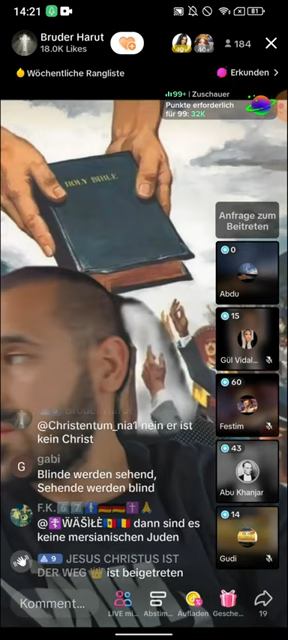 14:21
81
Bruder Harut
18.0K Likes
184
Wöchentliche Rangliste
Erkunden >
99+ | Zuschauer
Punkte erforderlich
für 99: 32K
HOLY BIBLE
Anfrage zum
Beitreten
0
Abdu
15
Gül Vidal...
60
Festim
43
Abu Khanjar
14
Gudi
Bruder Harut
@Christentum_nia1 nein er ist
kein Christ
G
gabi
Blinde werden sehend,
Sehende werden blind
F.K.
dann sind es
keine mersianischen Juden
9 JESUS CHRISTUS IST
DER WEG ist beigetreten
Komment...
LIVE mi...
Abstim...
Aufladen
Gesche...
19